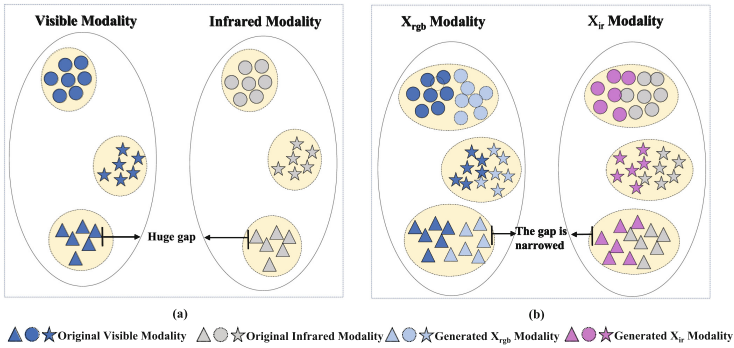 Visible Modality Infrared Modality
Huge gap
(a)
Xrgb Modality Xir Modality
The gap is
narrowed
(b)
Original Visible Modality Original Infrared Modality Generated Xrgb Modality Generated Xir Modality